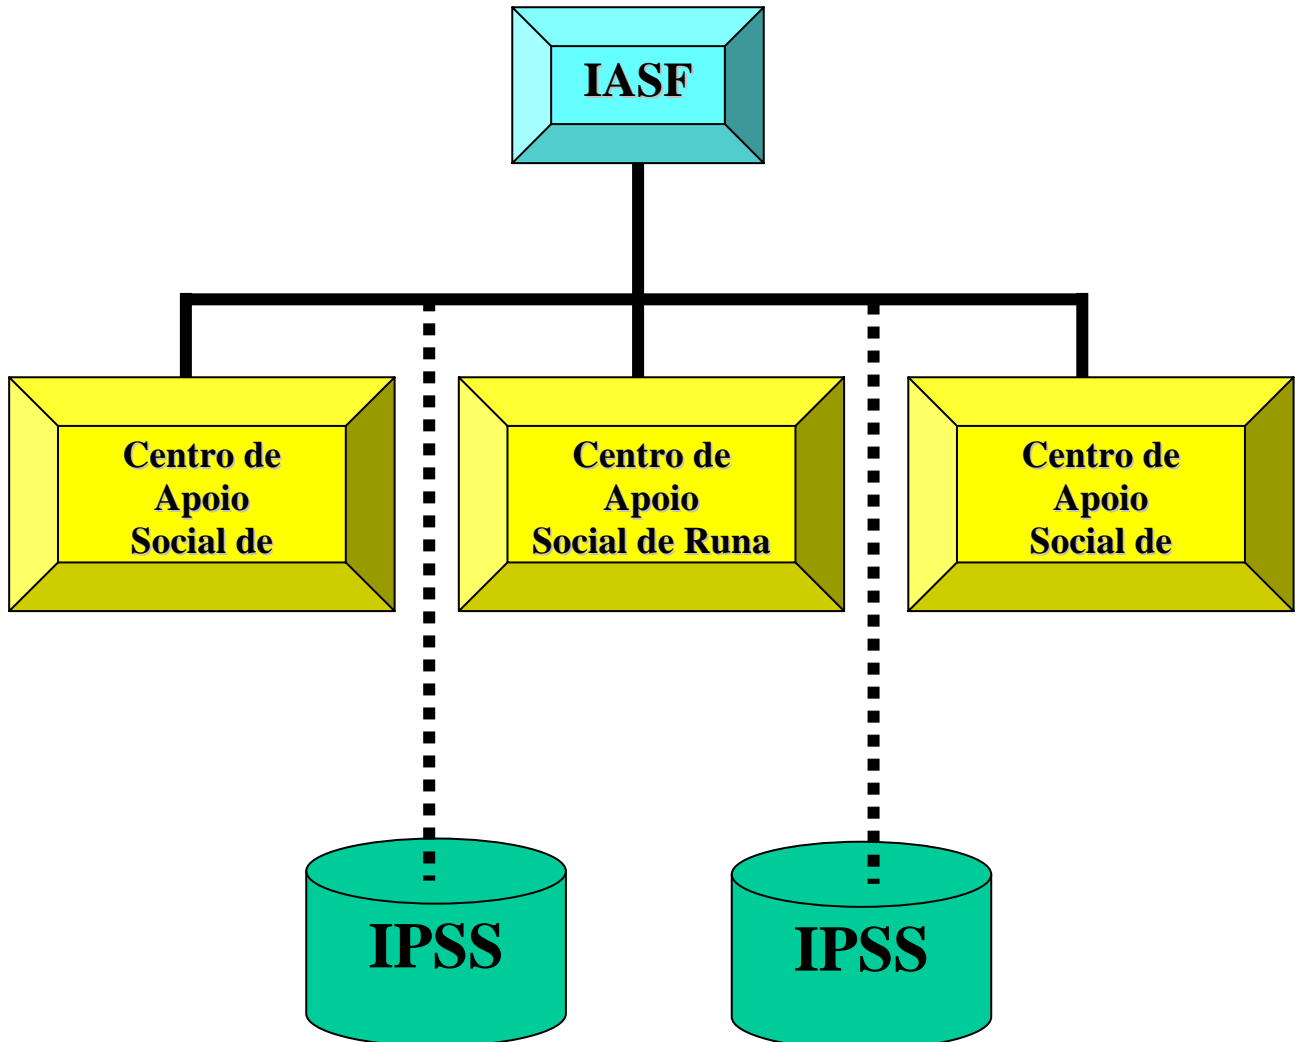 IASF
Centro de
Apoio
Social de
Centro de
Apoio
Social de Runa
Centro de
Apoio
Social de
IPSS
IPSS